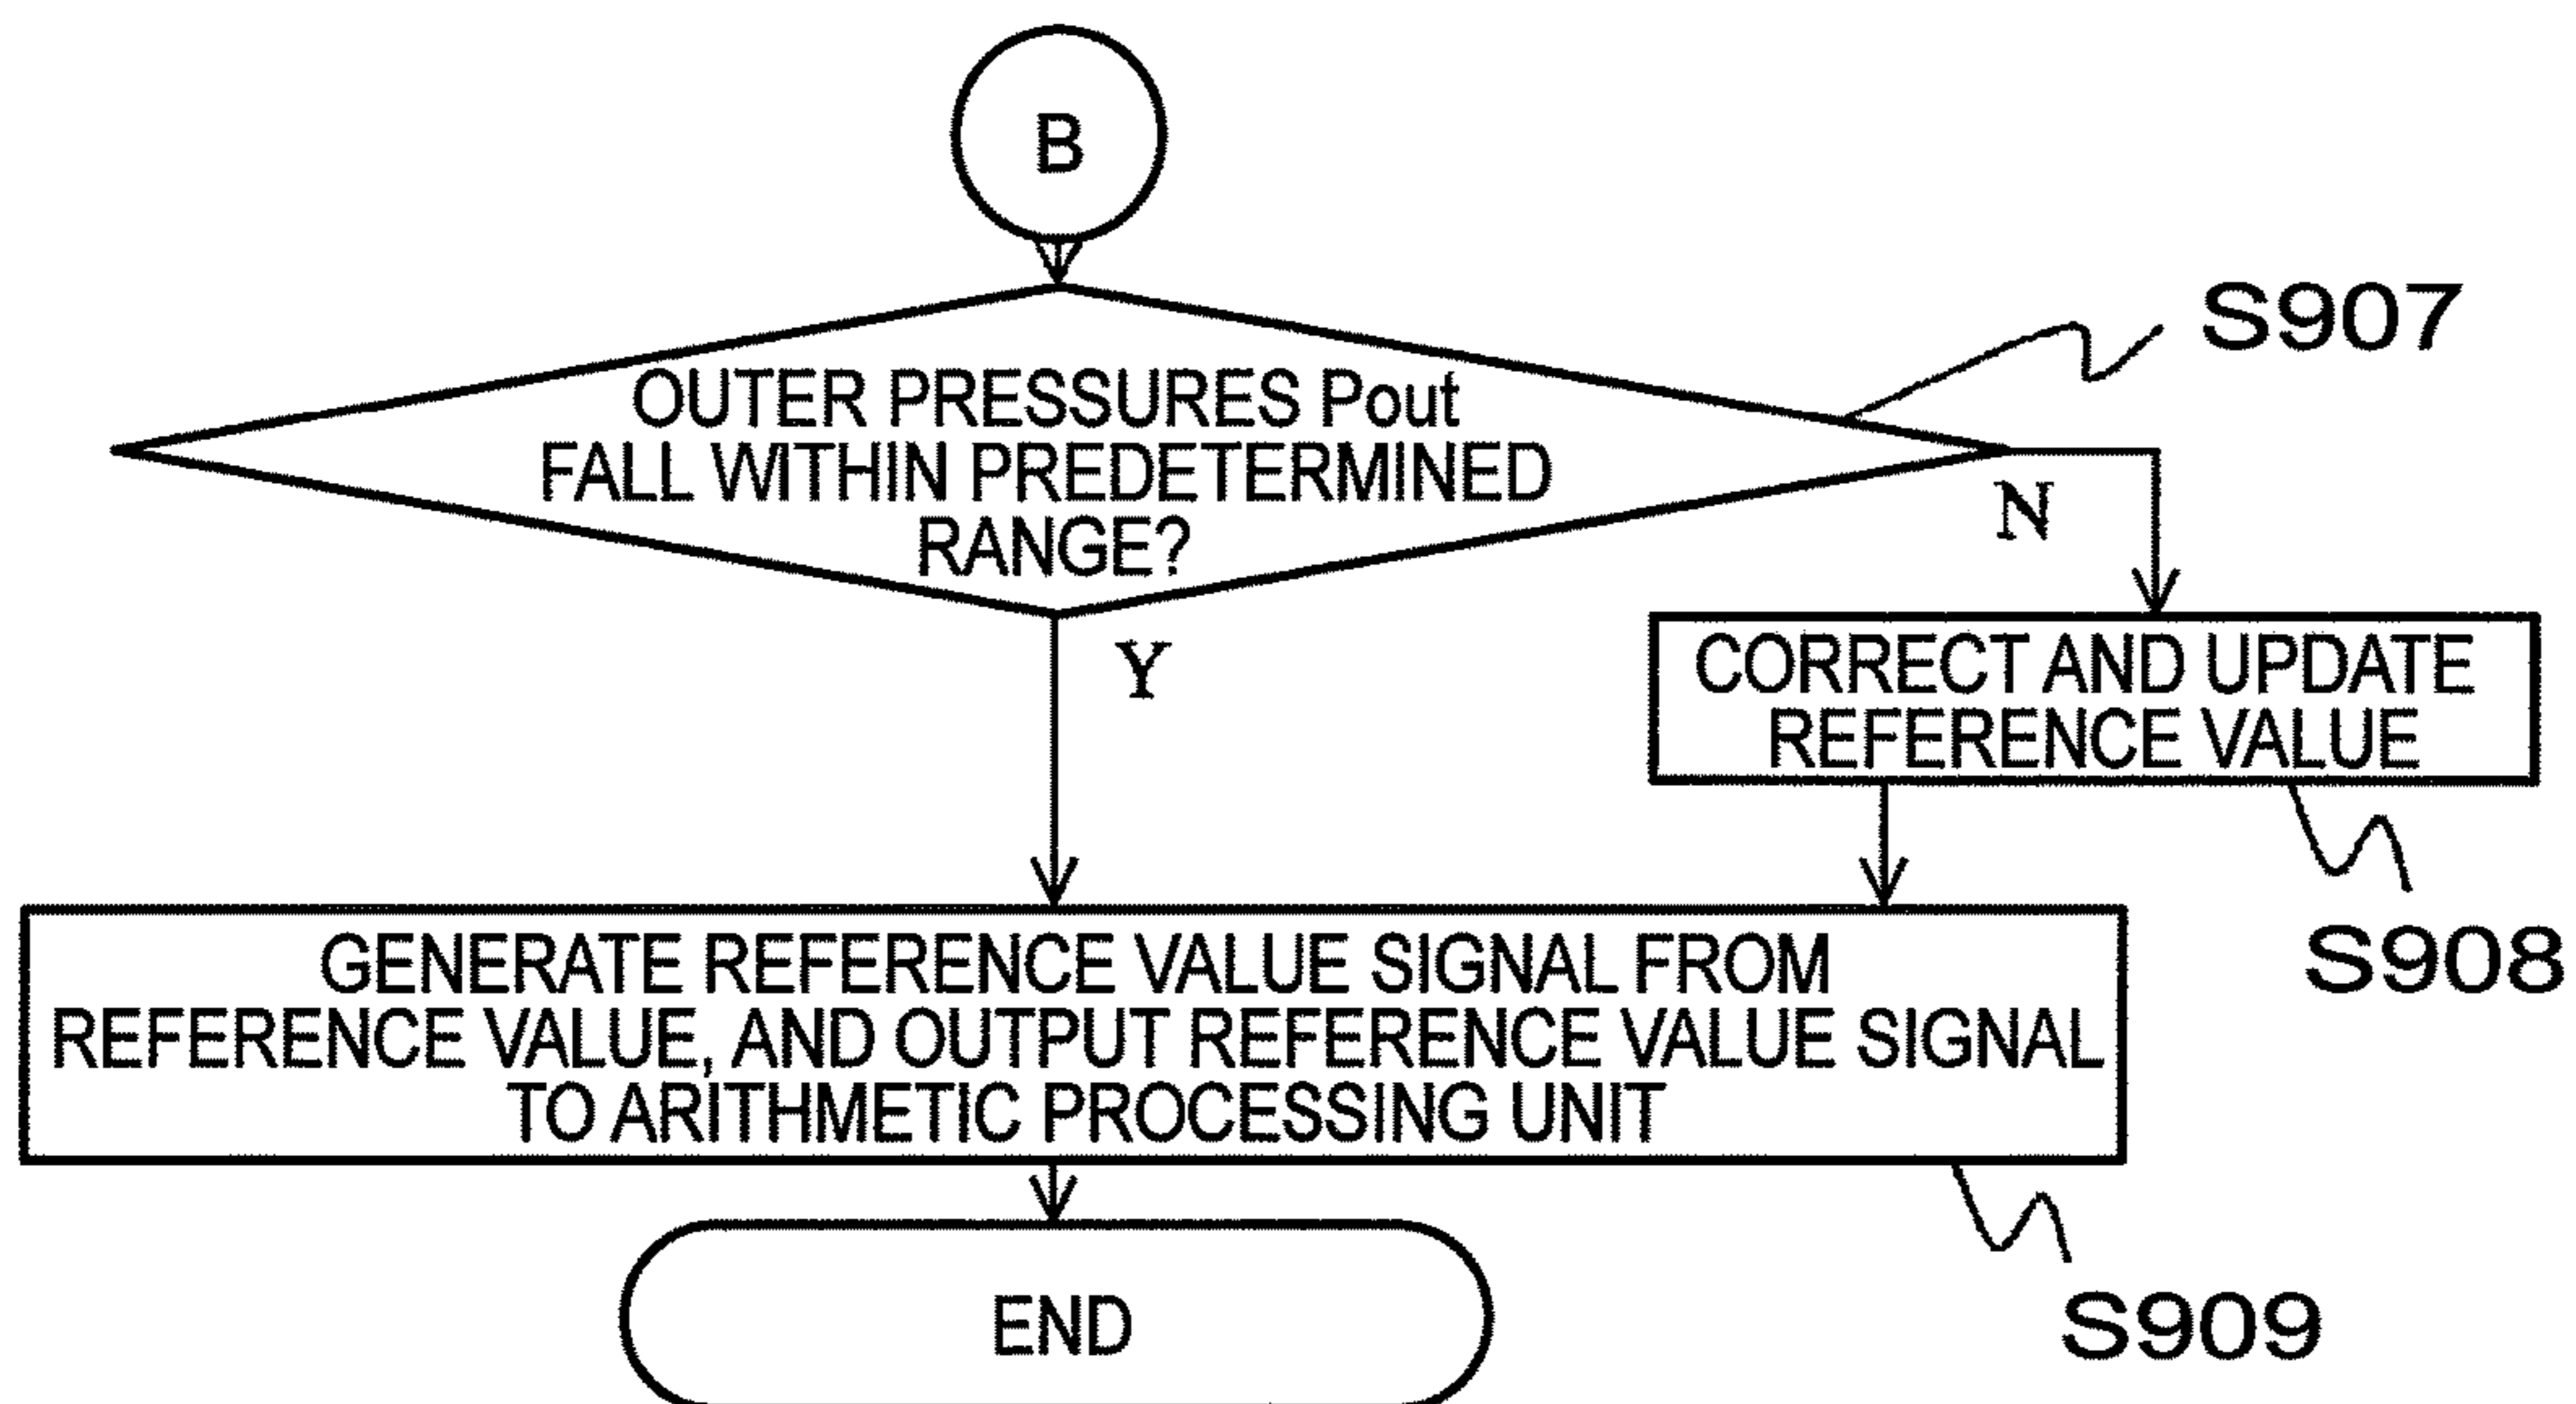 B
S907
OUTER PRESSURES Pout
FALL WITHIN PREDETERMINED
RANGE?
N
Y
CORRECT AND UPDATE
REFERENCE VALUE
S908
GENERATE REFERENCE VALUE SIGNAL FROM
REFERENCE VALUE, AND OUTPUT REFERENCE VALUE SIGNAL
TO ARITHMETIC PROCESSING UNIT
S909
END